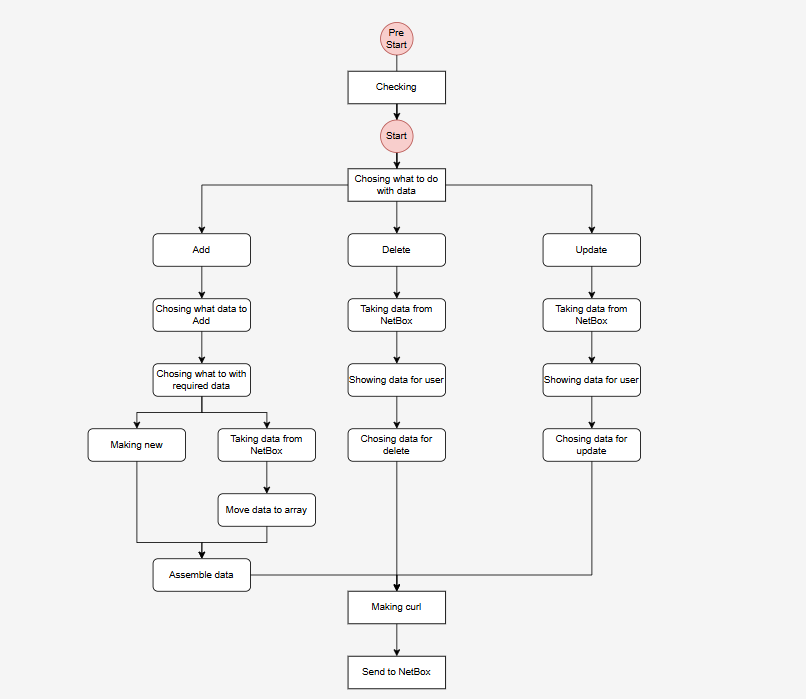 Pre
Start
Checking
Start
Chosing what to do
with data
Add
Delete
Update
Chosing what data to
Add
Taking data from
NetBox
Taking data from
NetBox
Chosing what to with
required data
Showing data for user
Showing data for user
Making new
Taking data from
NetBox
Chosing data for
delete
Chosing data for
update
Move data to array
Assemble data
Making curl
Send to NetBox